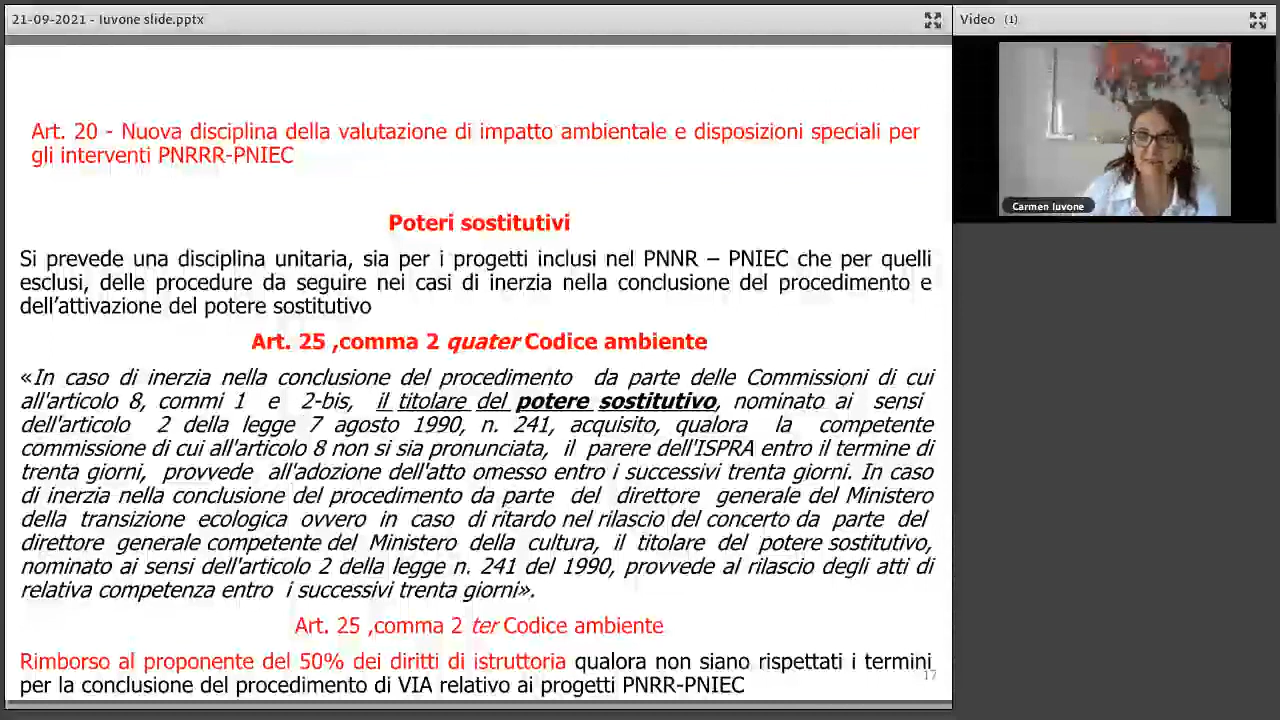 21-09-2021 - Iuvone slide.pptx
Video (1)
Carmen Iuvone
Art. 20 - Nuova disciplina della valutazione di impatto ambientale e disposizioni speciali per
gli interventi PNRRR-PNIEC
Poteri sostitutivi
Si prevede una disciplina unitaria, sia per i progetti inclusi nel PNNR – PNIEC che per quelli
esclusi, delle procedure da seguire nei casi di inerzia nella conclusione del procedimento e
dell’attivazione del potere sostitutivo
Art. 25 ,comma 2 quater Codice ambiente
«In caso di inerzia nella conclusione del procedimento da parte delle Commissioni di cui
all'articolo 8, commi 1 e 2-bis, il titolare del potere sostitutivo, nominato ai sensi
dell'articolo 2 della legge 7 agosto 1990, n. 241, acquisito, qualora la competente
commissione di cui all'articolo 8 non si sia pronunciata, il parere dell'ISPRA entro il termine di
trenta giorni, provvede all'adozione dell'atto omesso entro i successivi trenta giorni. In caso
di inerzia nella conclusione del procedimento da parte del direttore generale del Ministero
della transizione ecologica ovvero in caso di ritardo nel rilascio del concerto da parte del
direttore generale competente del Ministero della cultura, il titolare del potere sostitutivo,
nominato ai sensi dell'articolo 2 della legge n. 241 del 1990, provvede al rilascio degli atti di
relativa competenza entro i successivi trenta giorni».
Art. 25 ,comma 2 ter Codice ambiente
Rimborso al proponente del 50% dei diritti di istruttoria qualora non siano rispettati i termini
per la conclusione del procedimento di VIA relativo ai progetti PNRR-PNIEC
17